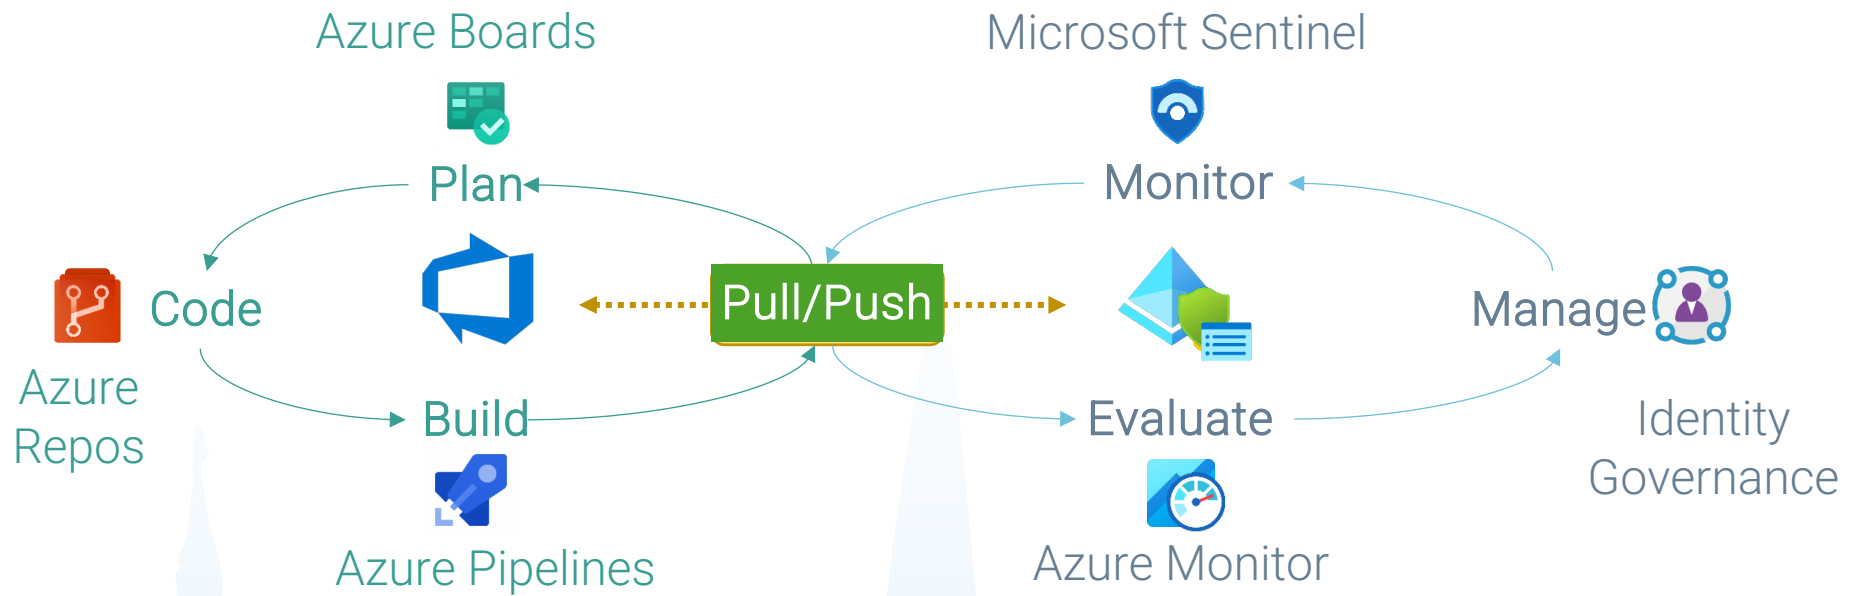 Azure Boards
Microsoft Sentinel
Plan
Monitor
Code
Pull/Push
Manage
Azure
Repos
Build
Evaluate
Identity
Governance
Azure Pipelines
Azure Monitor